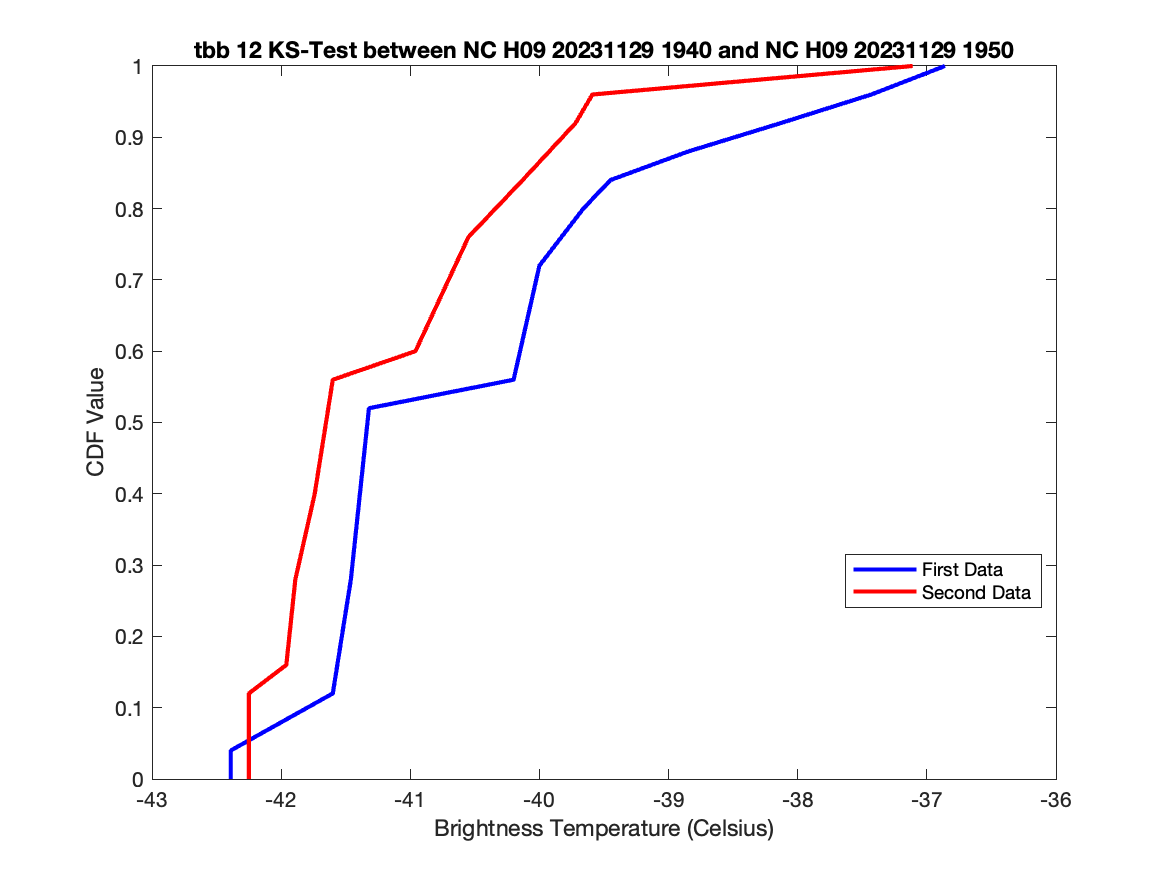 tbb 12 KS-Test between NC H09 20231129 1940 and NC H09 20231129 1950
1
0.9
0.8
0.7
0.6
0.5
0.4
0.3
0.2
0.1
0
CDF Value
First Data
Second Data
-43 -42 -41 -40 -39 -38 -37 -36
Brightness Temperature (Celsius)